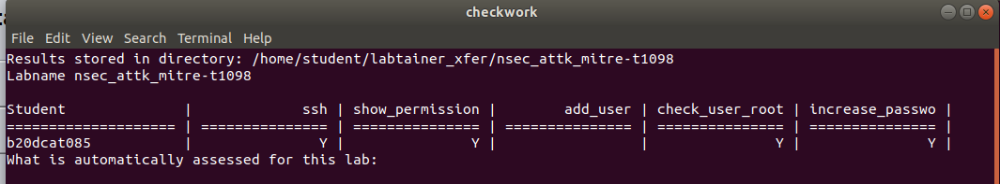 checkwork
File Edit View Search Terminal Help
Results stored in directory: /home/student/labtainer_xfer/nsec_attk_mitre-t1098
Labname nsec_attk_mitre-t1098
Student | ssh | show_permission | add_user | check_user_root | increase_passwo |
==================== | =============== | =============== | =============== | =============== | =============== |
b20dcat085 | Y | Y | | Y | Y |
What is automatically assessed for this lab: